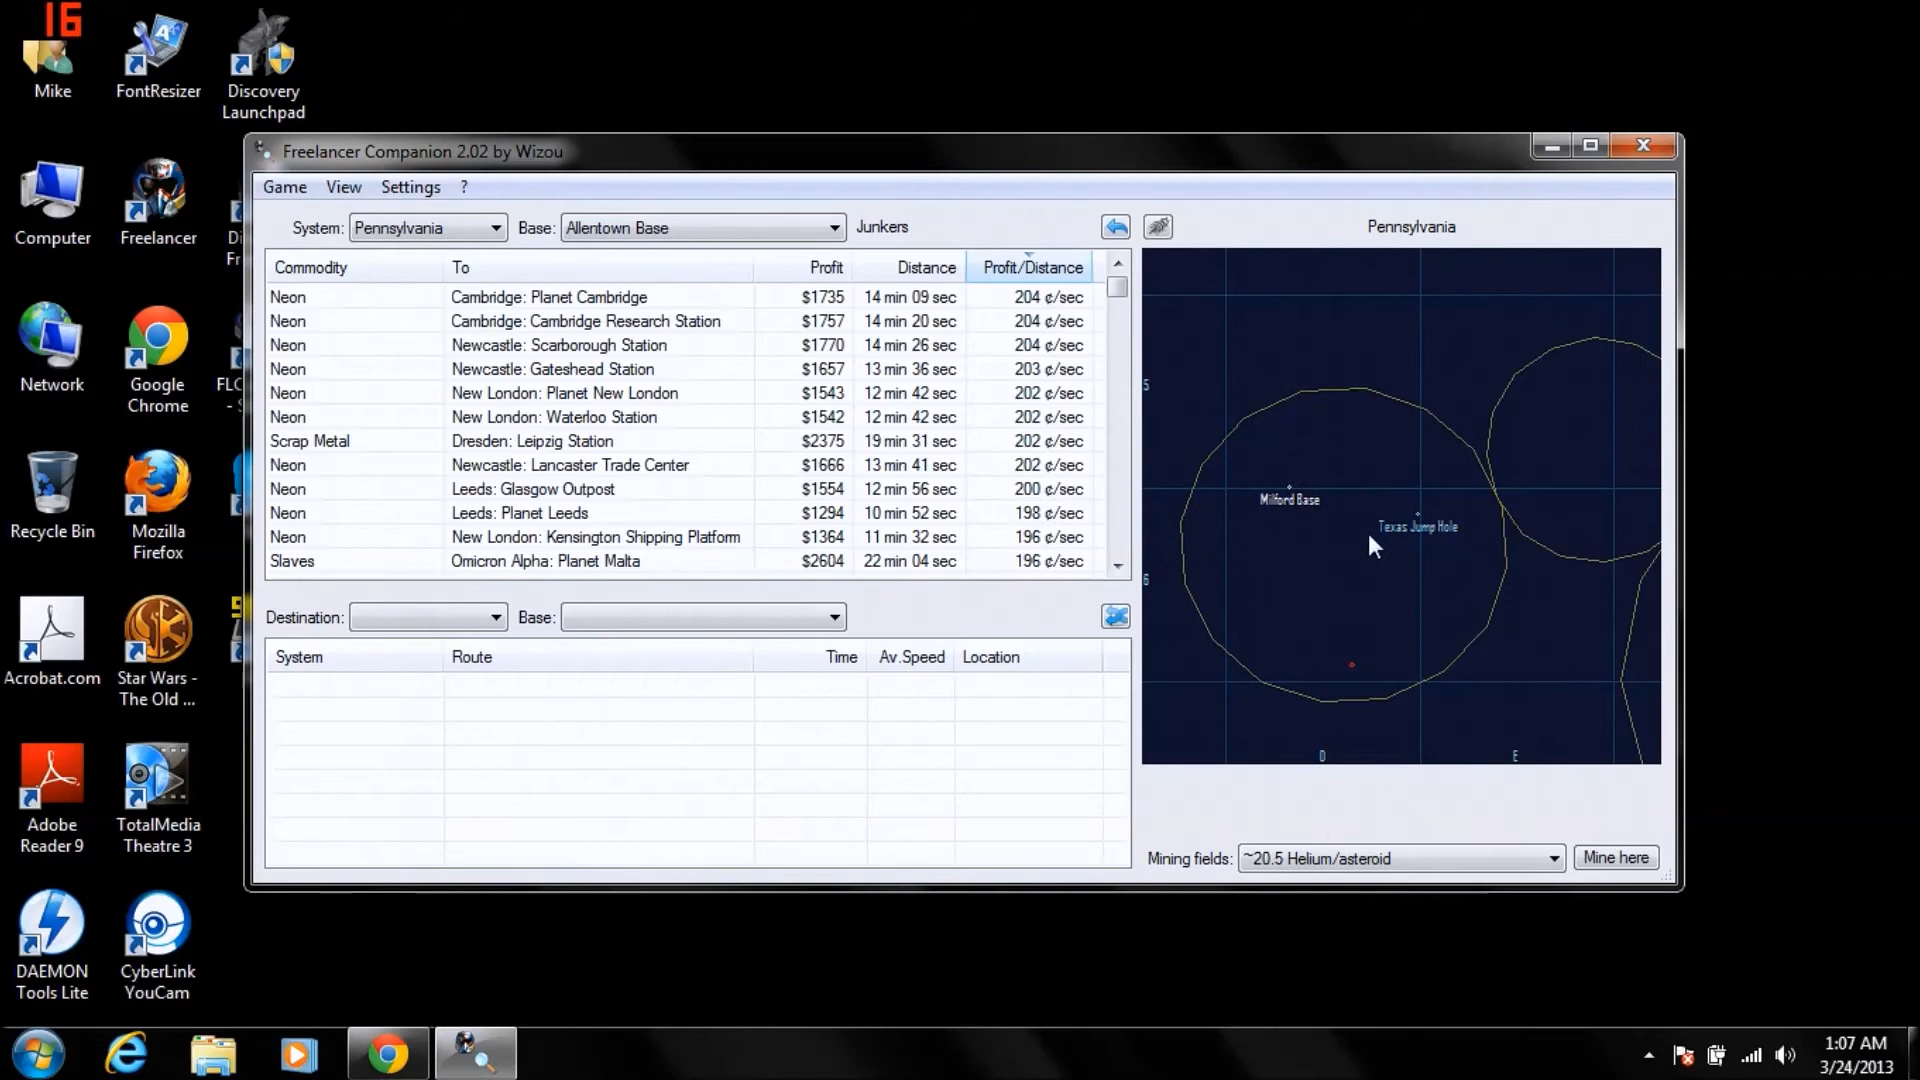 16
Mike
FontResizer
Discovery
Launchpad
Computer
Freelancer
Di
Fr
Network
Google
Chrome
FLC
- S
Recycle Bin
Mozilla
Firefox
Acrobat.com
Star Wars -
The Old ...
Adobe
Reader 9
TotalMedia
Theatre 3
DAEMON
Tools Lite
CyberLink
YouCam
Freelancer Companion 2.02 by Wizou
Game View Settings ?
System: Pennsylvania Base: Allentown Base Junkers
Commodity To Profit Distance Profit/Distance
Neon Cambridge: Planet Cambridge $1735 14 min 09 sec 204 ¢/sec
Neon Cambridge: Cambridge Research Station $1757 14 min 20 sec 204 ¢/sec
Neon Newcastle: Scarborough Station $1770 14 min 26 sec 204 ¢/sec
Neon Newcastle: Gateshead Station $1657 13 min 36 sec 203 ¢/sec
Neon New London: Planet New London $1543 12 min 42 sec 202 ¢/sec
Neon New London: Waterloo Station $1542 12 min 42 sec 202 ¢/sec
Scrap Metal Dresden: Leipzig Station $2375 19 min 31 sec 202 ¢/sec
Neon Newcastle: Lancaster Trade Center $1666 13 min 41 sec 202 ¢/sec
Neon Leeds: Glasgow Outpost $1554 12 min 56 sec 200 ¢/sec
Neon Leeds: Planet Leeds $1294 10 min 52 sec 198 ¢/sec
Neon New London: Kensington Shipping Platform $1364 11 min 32 sec 196 ¢/sec
Slaves Omicron Alpha: Planet Malta $2604 22 min 04 sec 196 ¢/sec
Destination: Base:
System Route Time Av.Speed Location
Pennsylvania
5
Milford Base
Texas Jump Hole
6
D E
Mining fields: ~20.5 Helium/asteroid Mine here
1:07 AM
3/24/2013